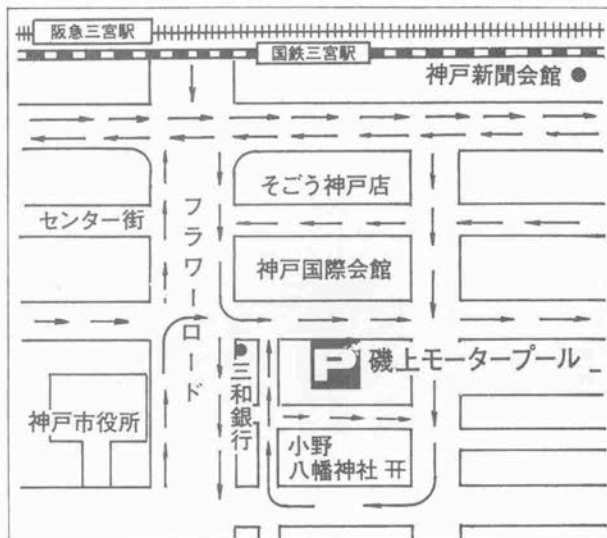 阪急三宮駅
国鉄三宮駅
神戸新聞会館
そごう神戸店
センター街
フラワーロード
神戸国際会館
P 磯上モータープール
三和銀行
神戸市役所
小野
八幡神社